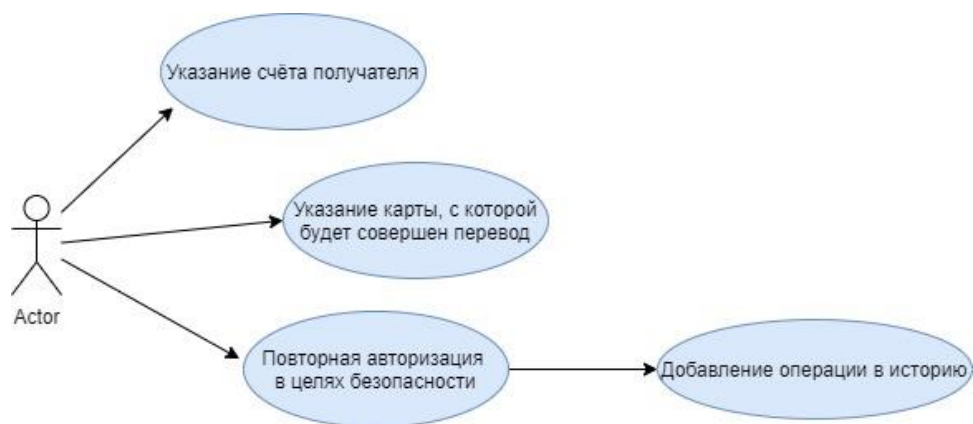 Указание счёта получателя
Указание карты, с которой
будет совершен перевод
Actor
Повторная авторизация
в целях безопасности
Добавление операции в историю